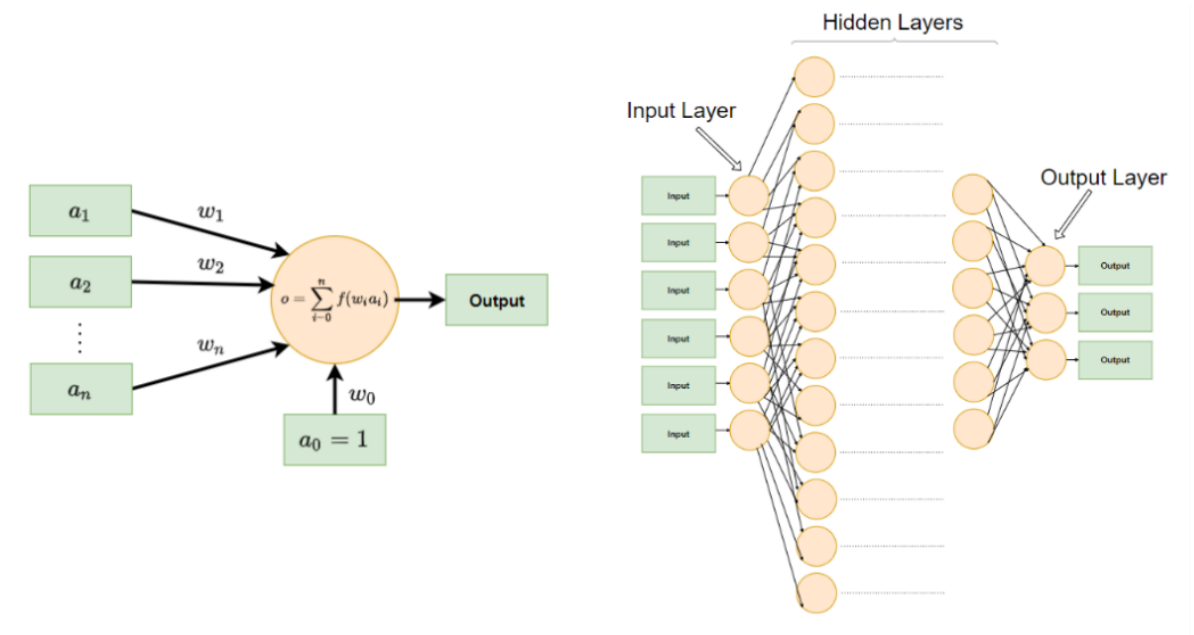 a1
w1
a2
w2
wn
an
o = ∑ i−0 n f(wiai)
Output
w0
a0 = 1
Hidden Layers
Input Layer
Output Layer
Input
Input
Input
Input
Input
Input
Output
Output
Output